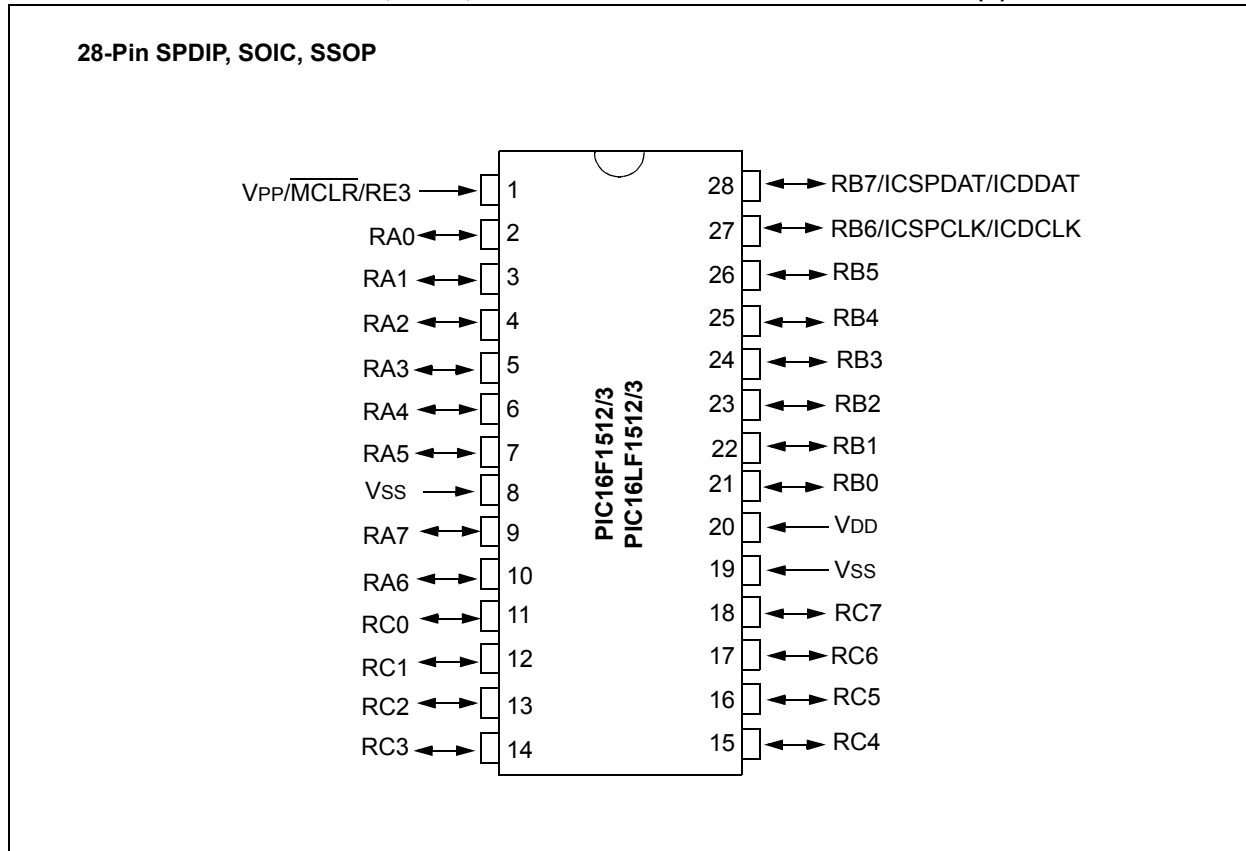 28-Pin SPDIP, SOIC, SSOP
VPP/MCLR/RE3 1
RA0 2
RA1 3
RA2 4
RA3 5
RA4 6
RA5 7
VSS 8
RA7 9
RA6 10
RC0 11
RC1 12
RC2 13
RC3 14
PIC16F1512/3
PIC16LF1512/3
28 RB7/ICSPDAT/ICDDAT
27 RB6/ICSPCLK/ICDCLK
26 RB5
25 RB4
24 RB3
23 RB2
22 RB1
21 RB0
20 VDD
19 VSS
18 RC7
17 RC6
16 RC5
15 RC4